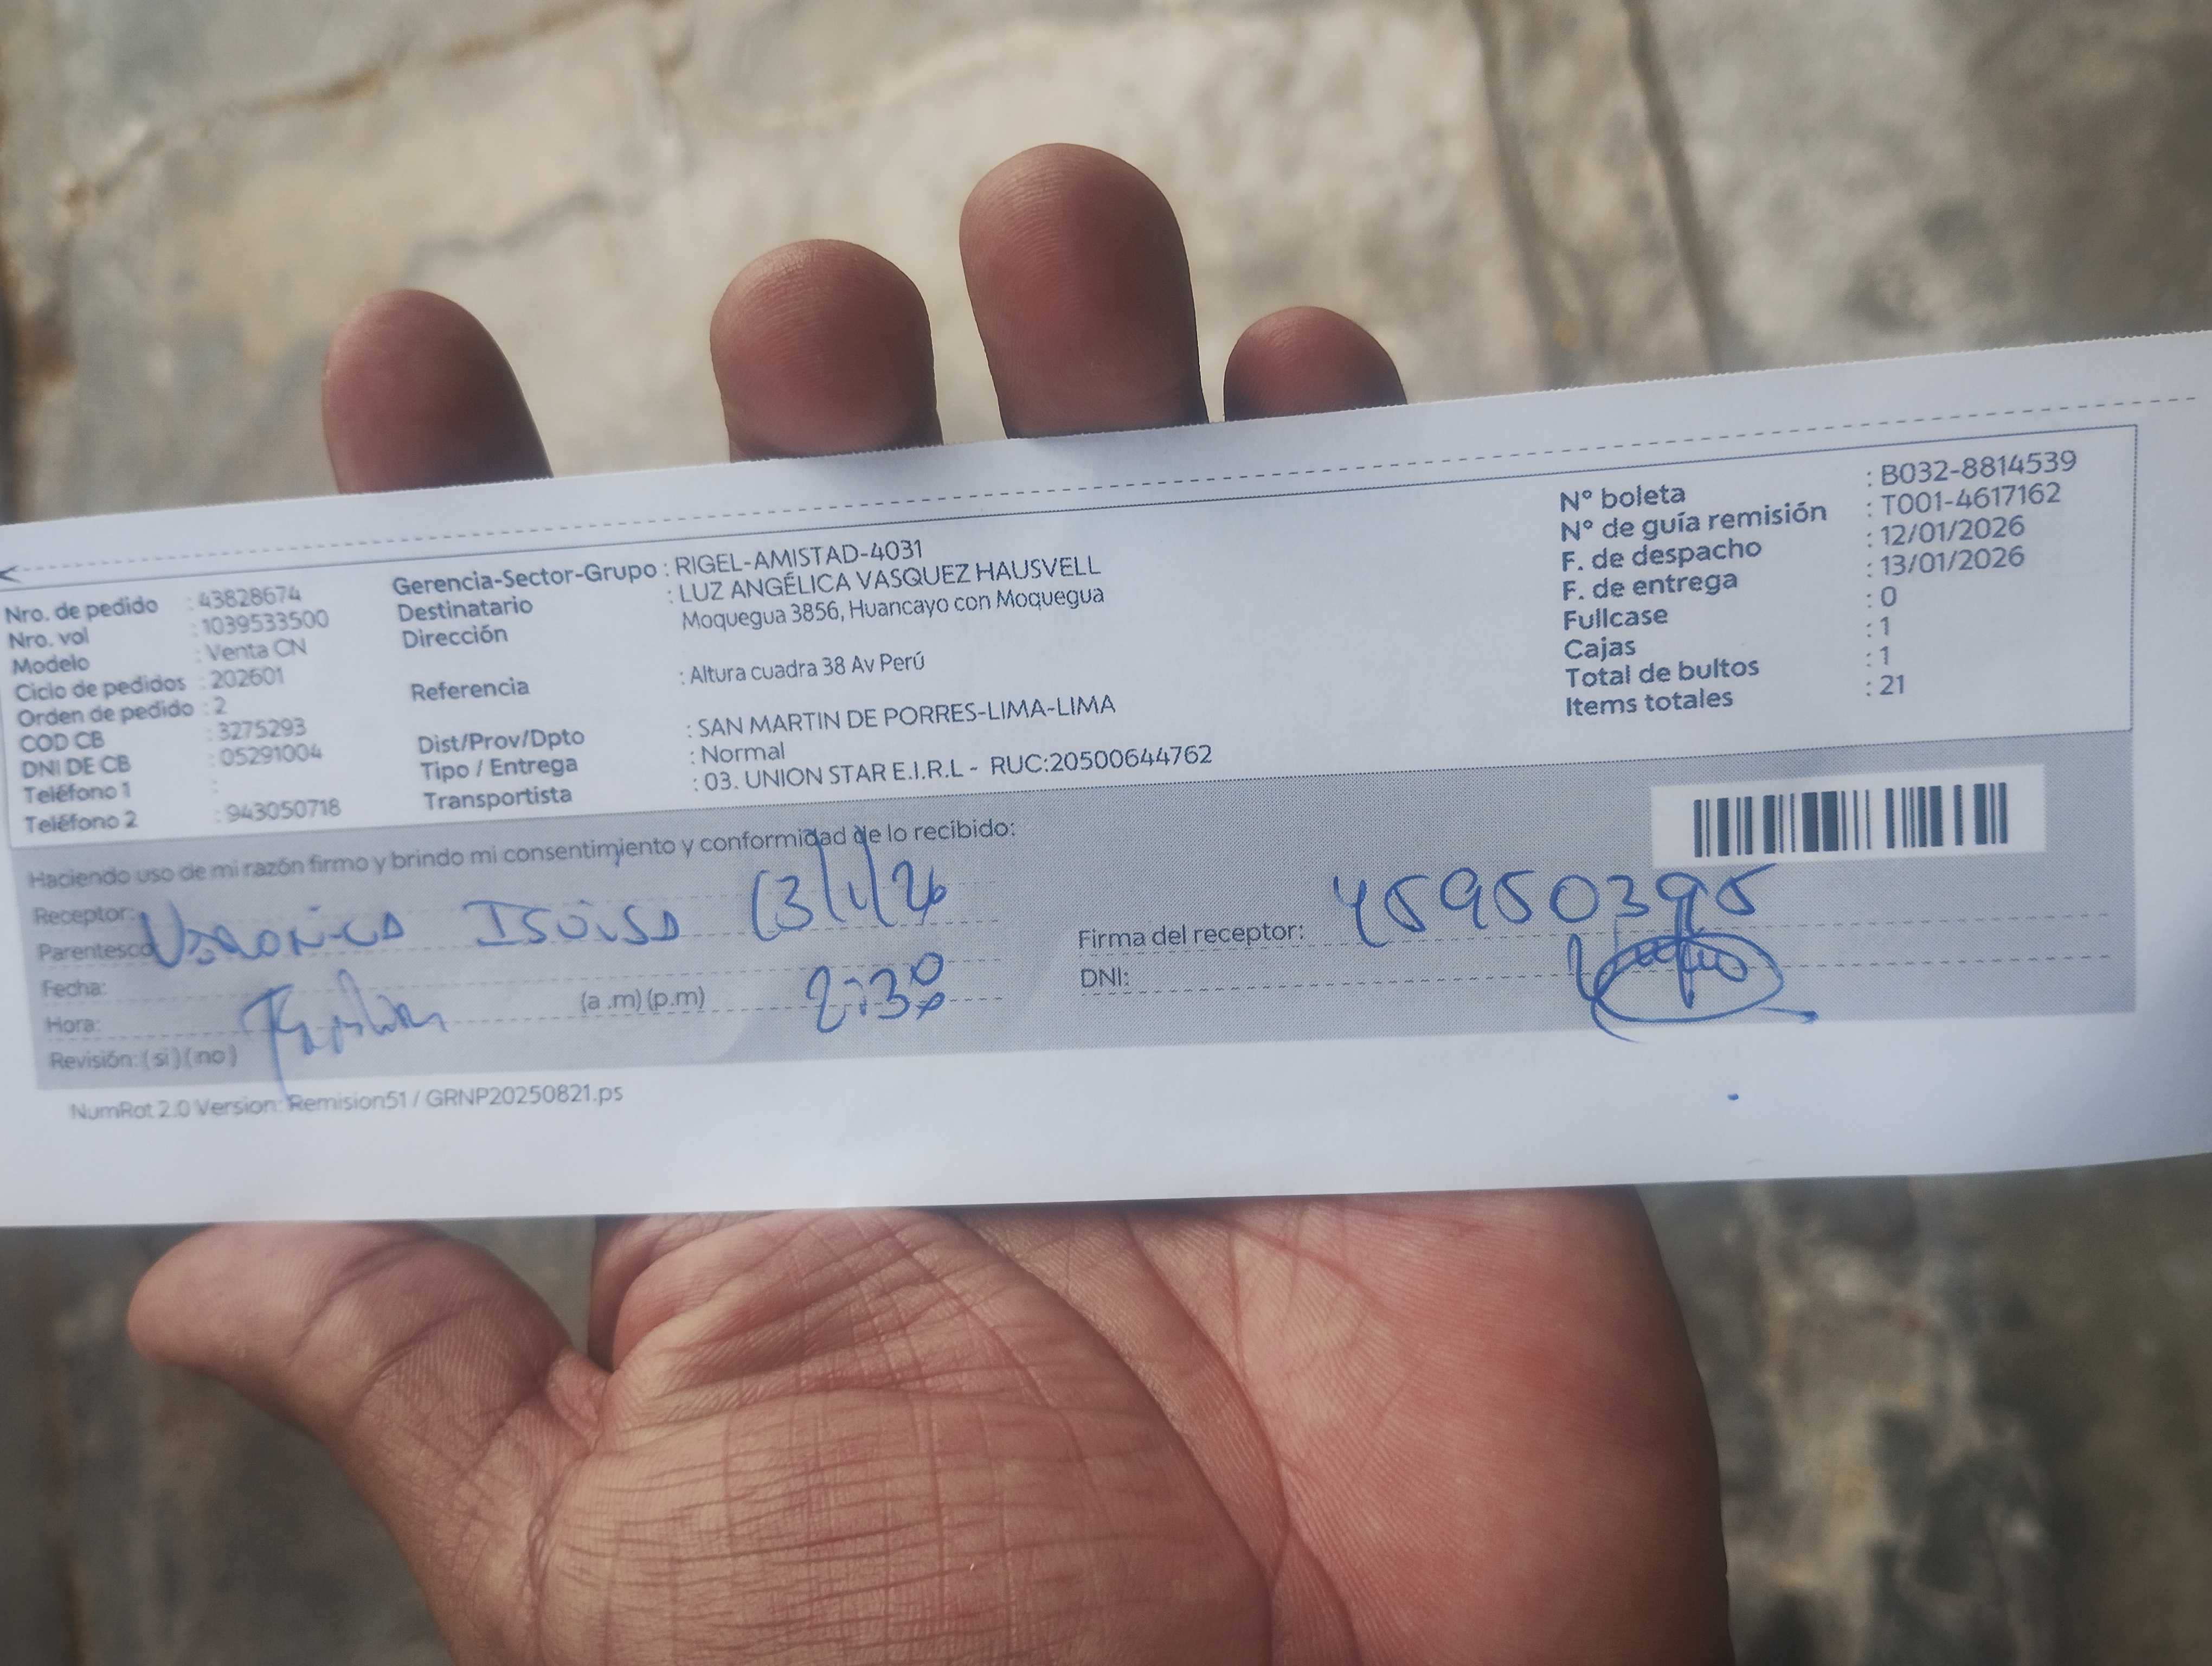 Nro. de pedido : 43828674
Nro. vol : 1039533500
Modelo : Venta CN
Ciclo de pedidos : 202601
Orden de pedido : 2
COD CB : 3275293
DNI DE CB : 05291004
Teléfono 1 :
Teléfono 2 : 943050718
Gerencia-Sector-Grupo : RIGEL-AMISTAD-4031
Destinatario : LUZ ANGÉLICA VASQUEZ HAUSVELL
Dirección Moquegua 3856, Huancayo con Moquegua
Referencia : Altura cuadra 38 Av Perú
Dist/Prov/Dpto : SAN MARTIN DE PORRES-LIMA-LIMA
Tipo / Entrega : Normal
Transportista : 03. UNION STAR E.I.R.L - RUC:20500644762
N° boleta : B032-8814539
N° de guía remisión : T001-4617162
F. de despacho : 12/01/2026
F. de entrega : 13/01/2026
Fullcase : 0
Cajas : 1
Total de bultos : 1
Items totales : 21
Haciendo uso de mi razón firmo y brindo mi consentimiento y conformidad de lo recibido:
Receptor: 13/1/26
Parentesco
Fecha:
Hora: (a .m) (p.m) 2:30
Revisión: (si) (no)
Firma del receptor: 45950395
DNI:
NumRot 2.0 Version: Remision51 / GRNP20250821.ps